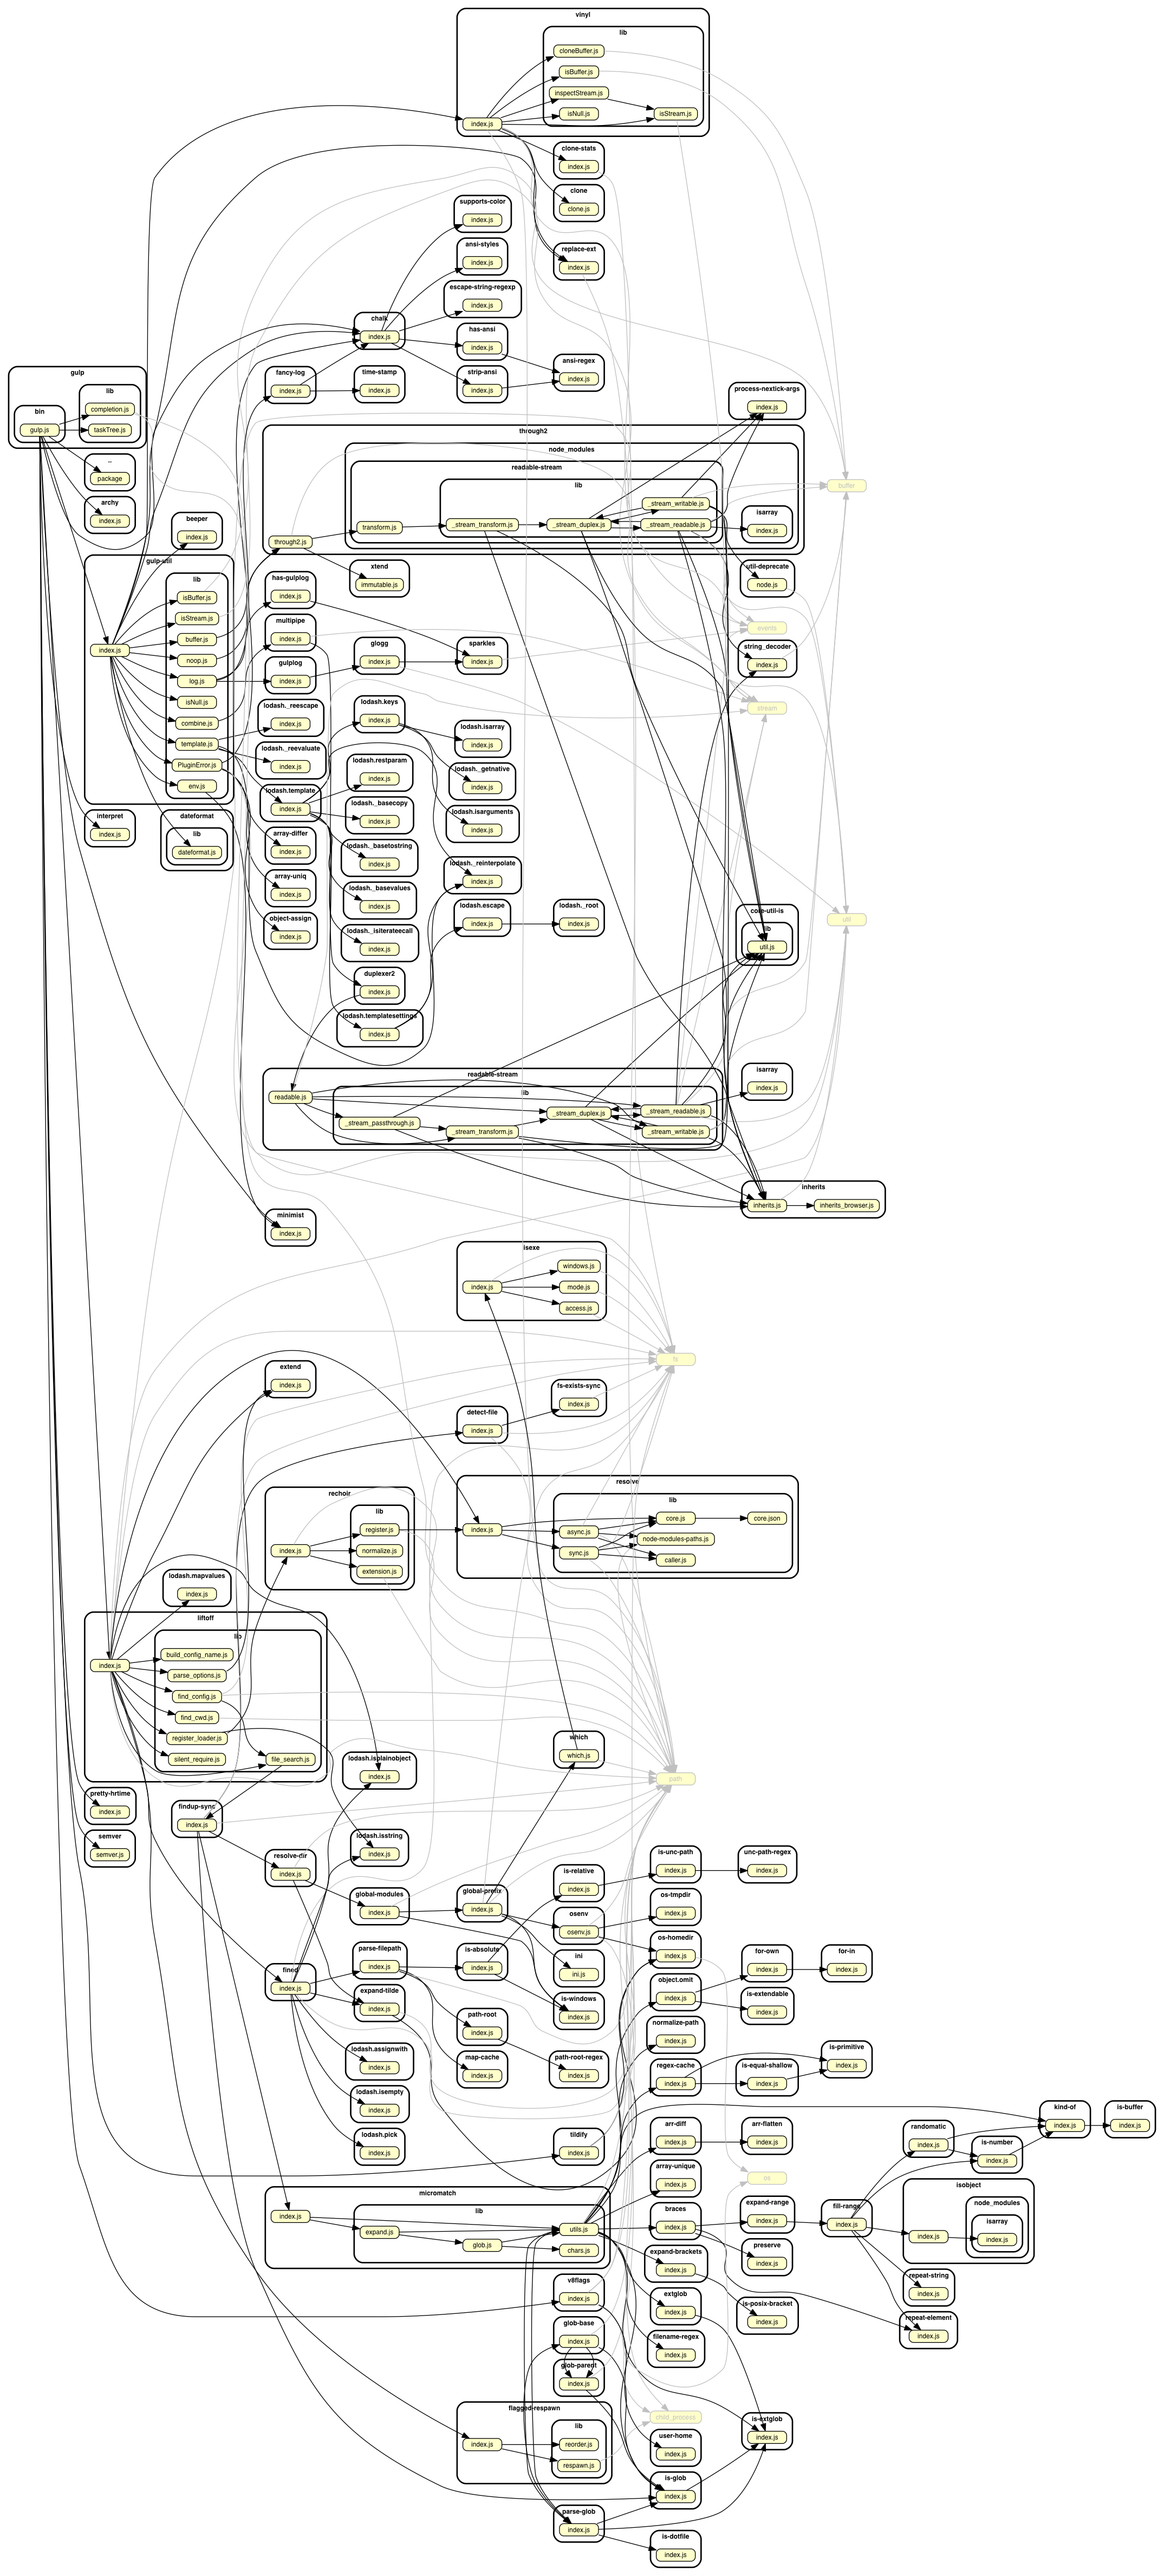 vinyl
lib
cloneBuffer.js
isBuffer.js
inspectStream.js
isNull.js
isStream.js
index.js
clone-stats
index.js
clone
clone.js
supports-color
index.js
ansi-styles
index.js
replace-ext
index.js
escape-string-regexp
index.js
chalk
index.js
has-ansi
index.js
ansi-regex
index.js
fancy-log
index.js
time-stamp
index.js
strip-ansi
index.js
gulp
lib
completion.js
taskTree.js
bin
gulp.js
process-nextick-args
index.js
through2
node_modules
readable-stream
lib
_stream_writable.js
transform.js
_stream_transform.js
_stream_duplex.js
_stream_readable.js
isarray
index.js
through2.js
buffer
..
package
archy
index.js
beeper
index.js
gulp-util
lib
isBuffer.js
isStream.js
buffer.js
noop.js
log.js
isNull.js
combine.js
template.js
PluginError.js
env.js
index.js
xtend
immutable.js
util-deprecate
node.js
has-gulplog
index.js
multipipe
index.js
events
glogg
index.js
sparkles
index.js
string_decoder
index.js
gulplog
index.js
lodash._reescape
index.js
lodash.keys
index.js
stream
lodash.isarray
index.js
lodash._reevaluate
index.js
lodash.restparam
index.js
lodash._getnative
index.js
lodash.template
index.js
lodash._basecopy
index.js
lodash.isarguments
index.js
interpret
index.js
dateformat
lib
dateformat.js
array-differ
index.js
lodash._basetostring
index.js
lodash._reinterpolate
index.js
array-uniq
index.js
lodash._basevalues
index.js
lodash.escape
index.js
lodash._root
index.js
util
object-assign
index.js
lodash._isiterateecall
index.js
core-util-is
lib
util.js
duplexer2
index.js
lodash.templatesettings
index.js
readable-stream
readable.js
lib
_stream_passthrough.js
_stream_transform.js
_stream_duplex.js
_stream_readable.js
_stream_writable.js
isarray
index.js
inherits
inherits.js
inherits_browser.js
minimist
index.js
isexe
index.js
windows.js
mode.js
access.js
fs
extend
index.js
fs-exists-sync
index.js
detect-file
index.js
resolve
index.js
lib
core.js
core.json
async.js
node-modules-paths.js
sync.js
caller.js
rechoir
index.js
lib
register.js
normalize.js
extension.js
lodash.mapvalues
index.js
liftoff
index.js
lib
build_config_name.js
parse_options.js
find_config.js
find_cwd.js
register_loader.js
silent_require.js
file_search.js
which
which.js
lodash.isplainobject
index.js
path
pretty-hrtime
index.js
findup-sync
index.js
semver
semver.js
lodash.isstring
index.js
resolve-dir
index.js
is-unc-path
index.js
unc-path-regex
index.js
is-relative
index.js
global-modules
index.js
global-prefix
index.js
os-tmpdir
index.js
osenv
osenv.js
os-homedir
index.js
parse-filepath
index.js
is-absolute
index.js
ini
ini.js
for-own
index.js
for-in
index.js
fined
index.js
expand-tilde
index.js
object.omit
index.js
is-extendable
index.js
is-windows
index.js
path-root
index.js
normalize-path
index.js
lodash.assignwith
index.js
map-cache
index.js
path-root-regex
index.js
regex-cache
index.js
is-equal-shallow
index.js
is-primitive
index.js
lodash.isempty
index.js
lodash.pick
index.js
tildify
index.js
arr-diff
index.js
arr-flatten
index.js
kind-of
index.js
is-buffer
index.js
randomatic
index.js
is-number
index.js
array-unique
index.js
os
micromatch
index.js
lib
expand.js
glob.js
utils.js
chars.js
braces
index.js
expand-range
index.js
fill-range
index.js
isobject
index.js
node_modules
isarray
index.js
preserve
index.js
expand-brackets
index.js
repeat-string
index.js
v8flags
index.js
extglob
index.js
is-posix-bracket
index.js
repeat-element
index.js
glob-base
index.js
filename-regex
index.js
glob-parent
index.js
flagged-respawn
index.js
lib
reorder.js
respawn.js
child_process
is-extglob
index.js
user-home
index.js
is-glob
index.js
parse-glob
index.js
is-dotfile
index.js